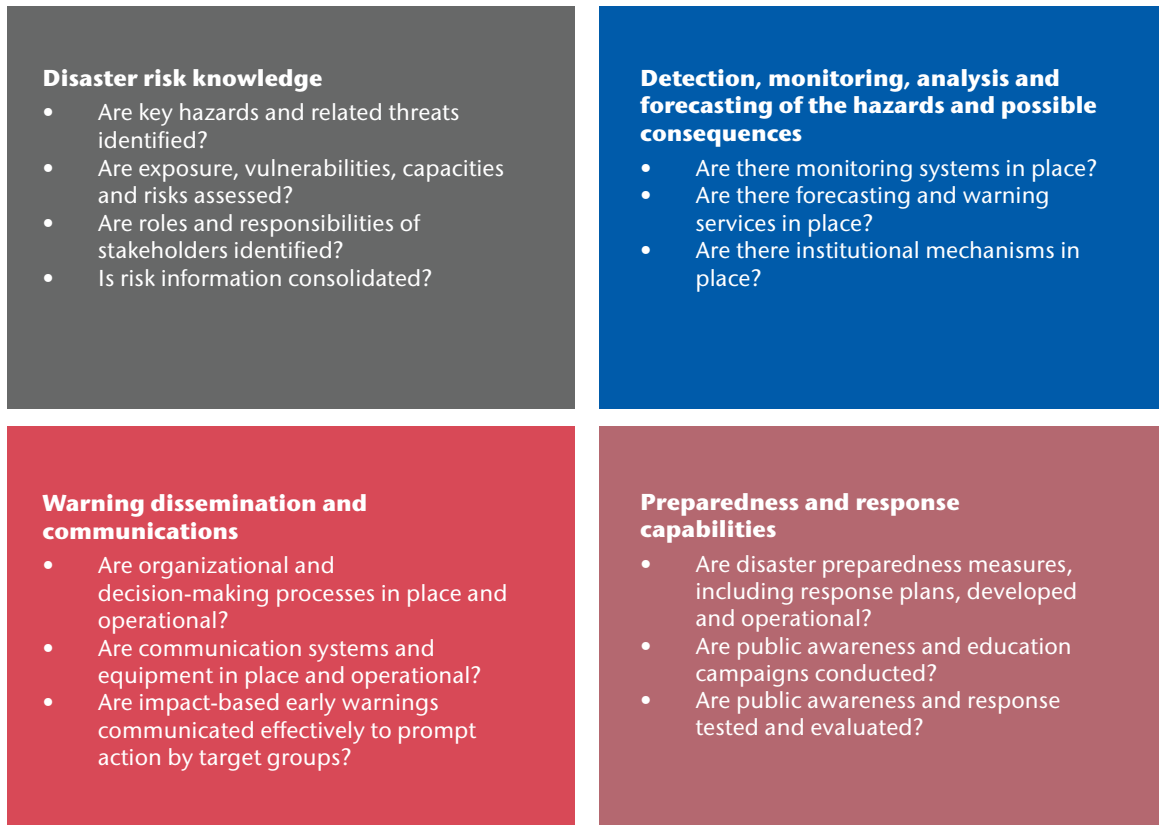 Disaster risk knowledge
• Are key hazards and related threats
identified?
• Are exposure, vulnerabilities, capacities
and risks assessed?
• Are roles and responsibilities of
stakeholders identified?
• Is risk information consolidated?
Detection, monitoring, analysis and
forecasting of the hazards and possible
consequences
• Are there monitoring systems in place?
• Are there forecasting and warning
services in place?
• Are there institutional mechanisms in
place?
Warning dissemination and
communications
• Are organizational and
decision-making processes in place and
operational?
• Are communication systems and
equipment in place and operational?
• Are impact-based early warnings
communicated effectively to prompt
action by target groups?
Preparedness and response
capabilities
• Are disaster preparedness measures,
including response plans, developed
and operational?
• Are public awareness and education
campaigns conducted?
• Are public awareness and response
tested and evaluated?